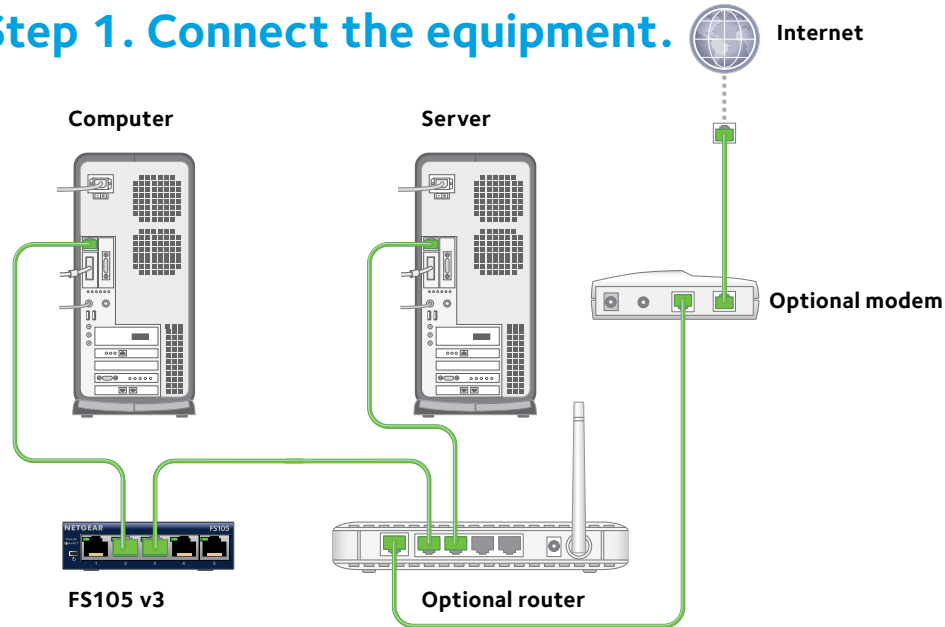 Step 1. Connect the equipment.
Internet
Computer
Server
Optional modem
NETGEAR
FS105
1 2 3 4 5
FS105 v3
Optional router